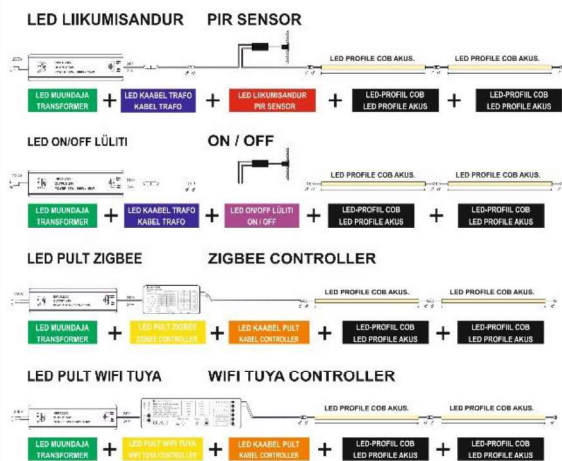 LED LIIKUMISANDUR PIR SENSOR
LED PROFILE COB AKUS. LED PROFILE COB AKUS.
LED MUUNDAJA + LED KAABEL TRAFO + LED LIIKUMISANDUR + LED-PROFIIL COB + LED-PROFIIL COB
TRANSFORMER KABEL TRAFO PIR SENSOR LED PROFILE AKUS LED PROFILE AKUS
LED ON/OFF LÜLITI ON / OFF
LED PROFILE COB AKUS. LED PROFILE COB AKUS.
LED MUUNDAJA + LED KAABEL TRAFO + LED ON/OFF LÜLITI + LED-PROFIIL COB + LED-PROFIIL COB
TRANSFORMER KABEL TRAFO ON / OFF LED PROFILE AKUS LED PROFILE AKUS
LED PULT ZIGBEE ZIGBEE CONTROLLER
LED PROFILE COB AKUS. LED PROFILE COB AKUS.
LED MUUNDAJA + LED PULT ZIGBEE + LED KAABEL PULT + LED-PROFIIL COB + LED-PROFIIL COB
TRANSFORMER ZIGBEE CONTROLLER KABEL CONTROLLER LED PROFILE AKUS LED PROFILE AKUS
LED PULT WIFI TUYA WIFI TUYA CONTROLLER
LED PROFILE COB AKUS. LED PROFILE COB AKUS.
LED MUUNDAJA + LED PULT WIFI TUYA + LED KAABEL PULT + LED-PROFIIL COB + LED-PROFIIL COB
TRANSFORMER WIFI TUYA CONTROLLER KABEL CONTROLLER LED PROFILE AKUS LED PROFILE AKUS